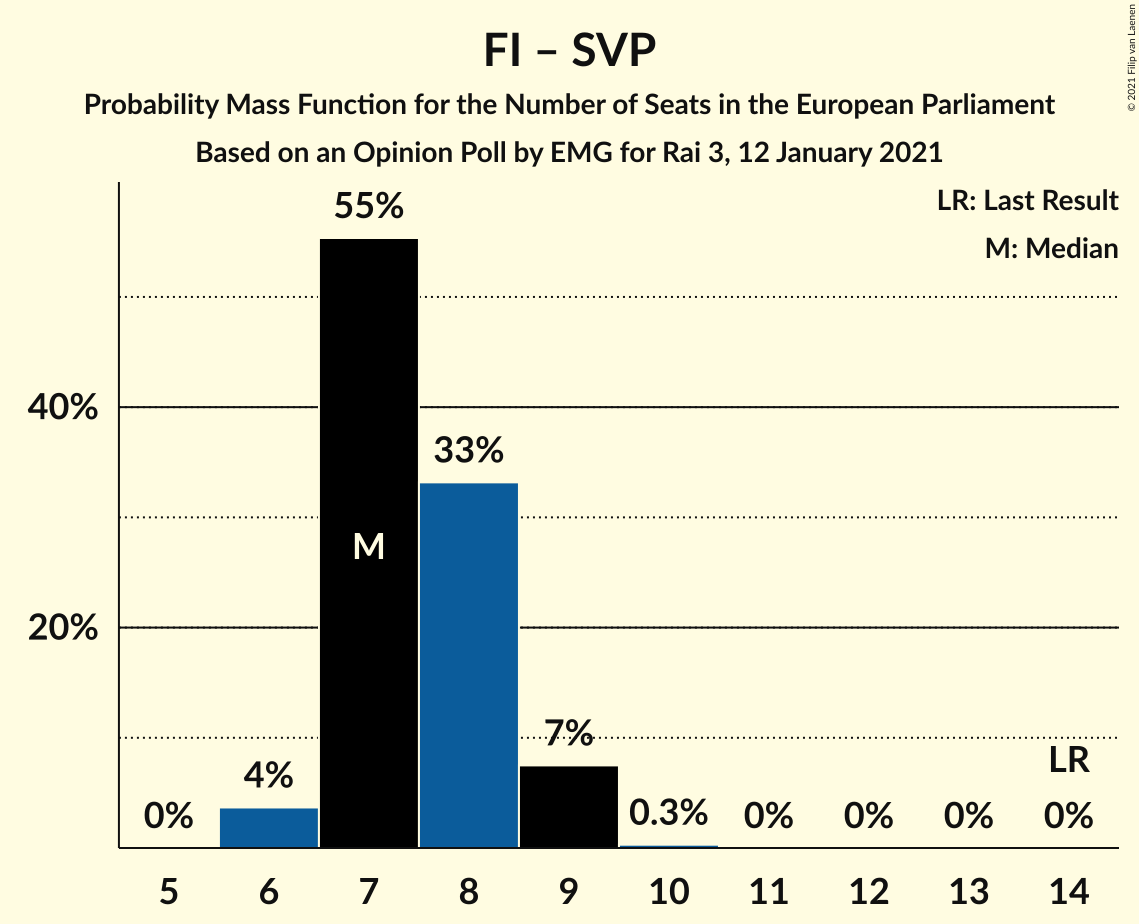 FI – SVP
Probability Mass Function for the Number of Seats in the European Parliament
Based on an Opinion Poll by EMG for Rai 3, 12 January 2021
© 2021 Filip van Laenen
LR: Last Result
M: Median
55%
40%
33%
M
20%
7%
LR
4%
0%
0.3%
0%
0%
0%
0%
5 6 7 8 9 10 11 12 13 14